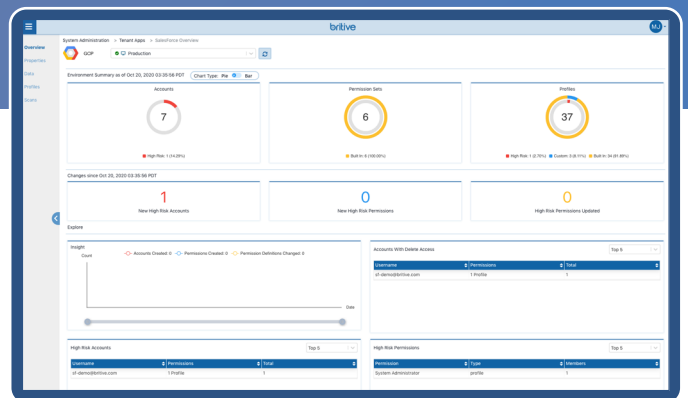 britive
MJ
System Administration > Tenant Apps > Salesforce Overview
Overview
Properties
Data
Profiles
Scans
GCP
Production
Environment Summary as of Oct 20, 2020 03:35:56 PDT
Chart Type: Pie Bar
Accounts
7
High Risk: 1 (14.29%)
Permission Sets
6
Built In: 6 (100.00%)
Profiles
37
High Risk: 1 (2.70%) Custom: 3 (8.11%) Built In: 34 (91.89%)
Changes since Oct 20, 2020 03:35:56 PDT
1
New High Risk Accounts
0
New High Risk Permissions
0
High Risk Permissions Updated
Explore
Insight
Count
Accounts Created: 0 Permissions Created: 0 Permission Definitions Changed: 0
Date
Accounts With Delete Access
Top 5
Username Permissions Total
sf-demo@britive.com 1 Profile 1
High Risk Accounts
Top 5
Username Permissions Total
sf-demo@britive.com 1 Profile 1
High Risk Permissions
Top 5
Permission Type Members
System Administrator profile 1